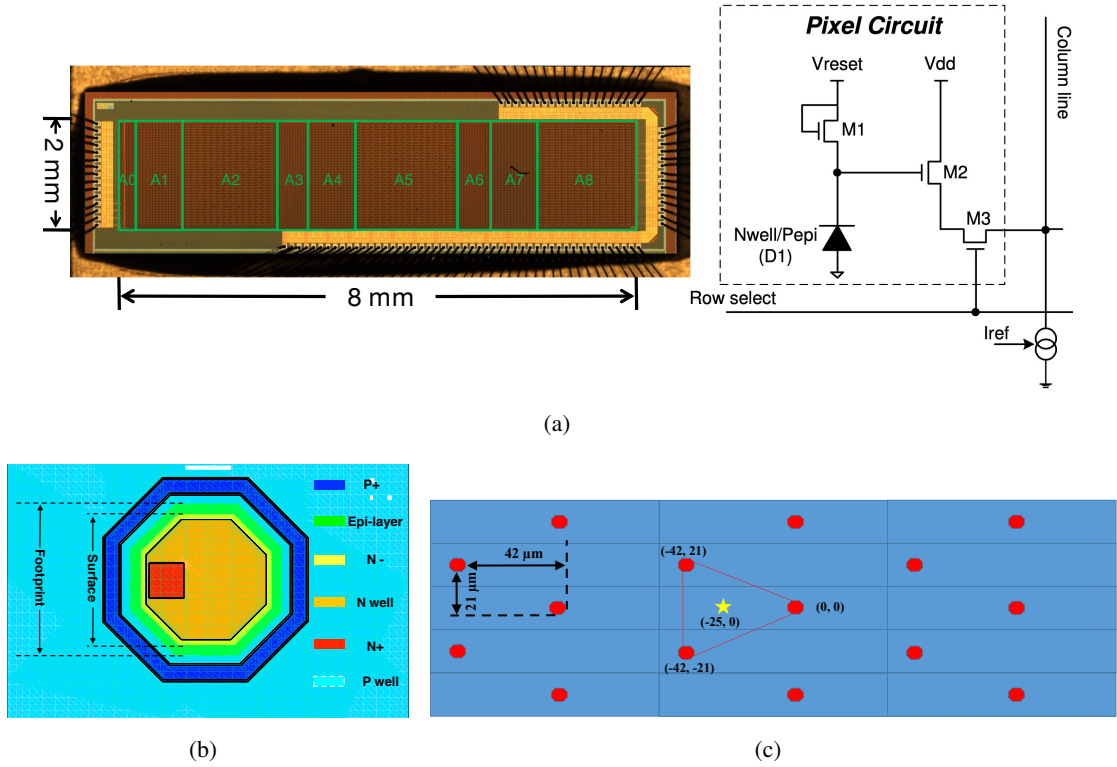 Pixel Circuit
Vreset
Vdd
Column line
M1
M2
M3
Nwell/Pepi
(D1)
Row select
Iref
2 mm
A0
A1
A2
A3
A4
A5
A6
A7
A8
8 mm
(a)
P+
Epi-layer
N -
N well
N+
P well
Footprint
Surface
(b)
42 µm
21 µm
(-42, 21)
(0, 0)
(-25, 0)
(-42, -21)
(c)